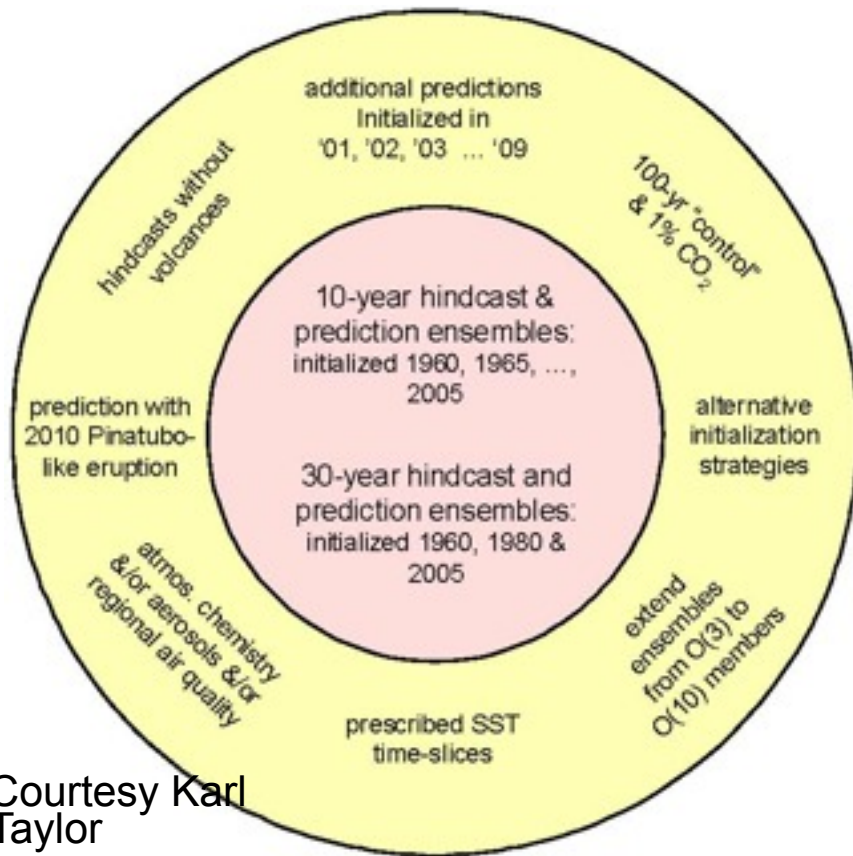 additional predictions
Initialized in
'01, '02, '03 ... '09
100-yr "control"
& 1% CO₂
alternative
initialization
strategies
extend
ensembles
from O(3) to
O(10) members
prescribed SST
time-slices
atmos. chemistry
&/or aerosols &/or
regional air quality
prediction with
2010 Pinatubo-
like eruption
hindcasts without
volcanoes
10-year hindcast &
prediction ensembles:
initialized 1960, 1965, ...,
2005
30-year hindcast and
prediction ensembles:
initialized 1960, 1980 &
2005
Courtesy Karl
Taylor